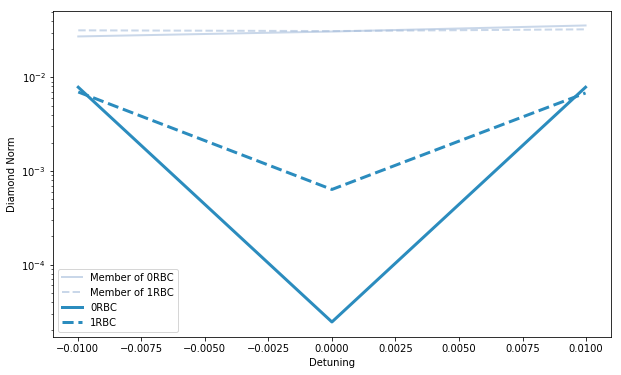 10⁻²
10⁻³
10⁻⁴
Diamond Norm
Member of 0RBC
Member of 1RBC
0RBC
1RBC
−0.0100 −0.0075 −0.0050 −0.0025 0.0000 0.0025 0.0050 0.0075 0.0100
Detuning